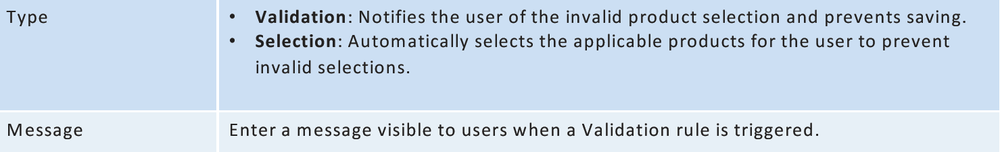 Type
• Validation: Notifies the user of the invalid product selection and prevents saving.
• Selection: Automatically selects the applicable products for the user to prevent
invalid selections.
Message
Enter a message visible to users when a Validation rule is triggered.